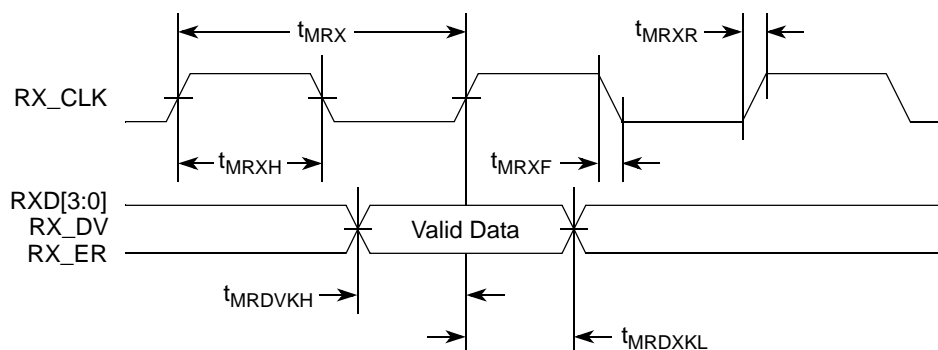 tMRX
tMRXR
RX_CLK
tMRXH
tMRXF
RXD[3:0]
RX_DV
Valid Data
RX_ER
tMRDVKH
tMRDXKL